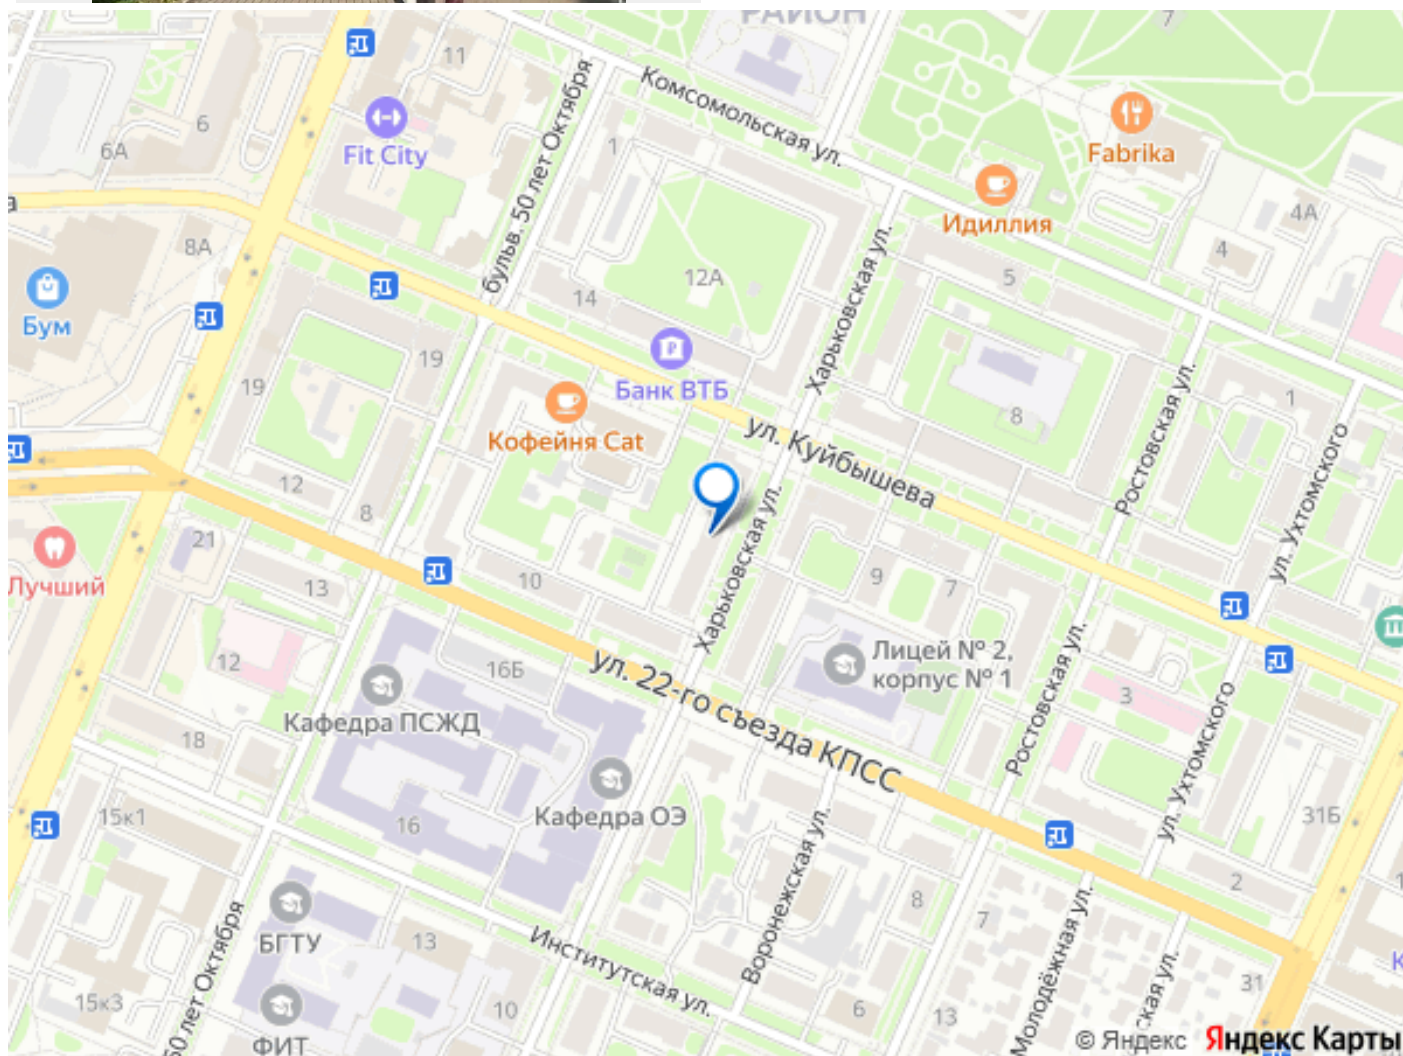 РАЙОН
7
11
Комсомольская ул.
бульв. 50 лет Октября
6
6А
Fit City
1
Fabrika
Идиллия
4А
4
8А
12А
5
Харьковская ул.
14
Бум
19
19
Банк ВТБ
Кофейня Cat
8
1
ул. Куйбышева
Ростовская ул.
ул. Ухтомского
12
8
21
Лучший
13
10
Харьковская ул.
9
7
12
16Б
ул. 22-го съезда КПСС
Лицей № 2,
корпус № 1
Ростовская ул.
3
ул. Ухтомского
Кафедра ПСЖД
18
Кафедра ОЭ
15к1
16
31Б
Воронежская ул.
8
7
2
БГТУ
13
Институтская ул.
Молодёжная ул.
ская ул.
31
50 лет Октября
15к3
10
6
13
ФИТ
© Яндекс
Яндекс Карты